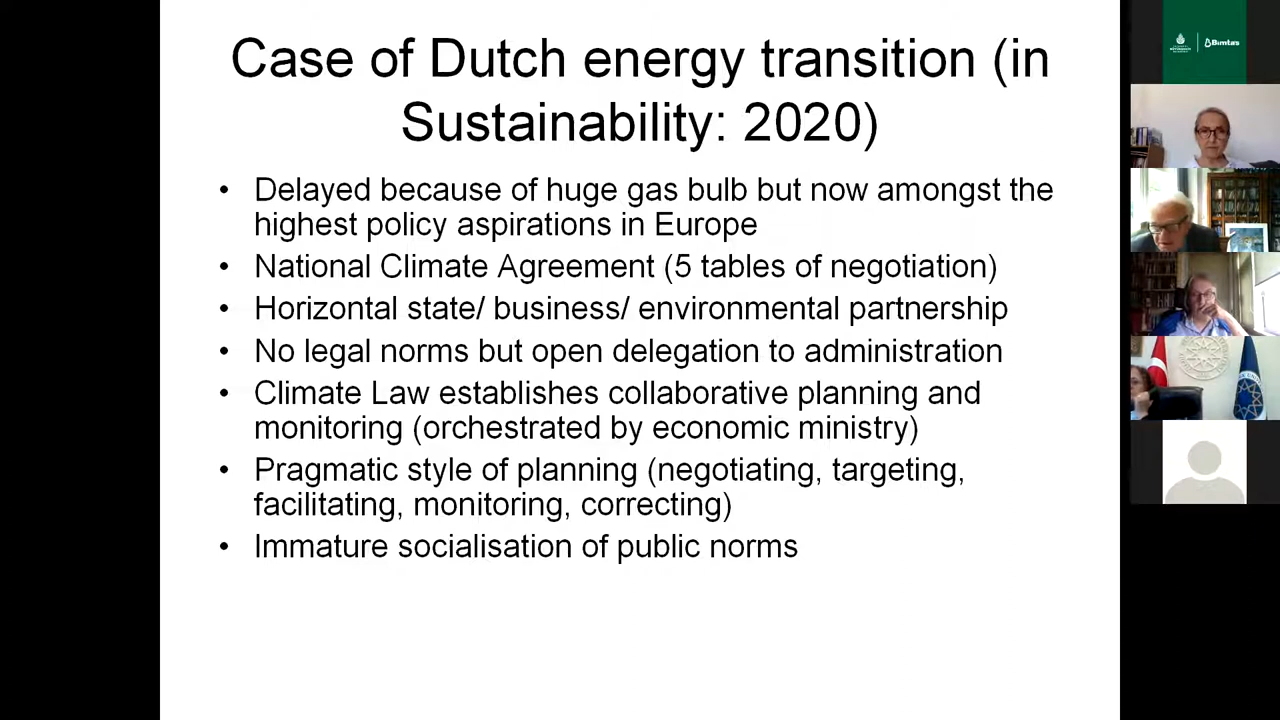 Case of Dutch energy transition (in
Sustainability: 2020)
• Delayed because of huge gas bulb but now amongst the
highest policy aspirations in Europe
• National Climate Agreement (5 tables of negotiation)
• Horizontal state/ business/ environmental partnership
• No legal norms but open delegation to administration
• Climate Law establishes collaborative planning and
monitoring (orchestrated by economic ministry)
• Pragmatic style of planning (negotiating, targeting,
facilitating, monitoring, correcting)
• Immature socialisation of public norms
Bimtaş